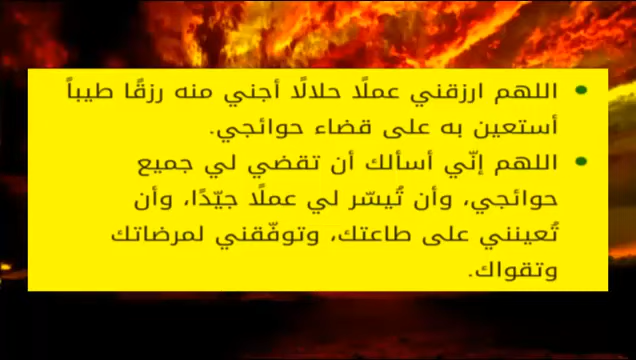 • اللهم ارزقني عملًا حلالًا أجني منه رزقًا طيباً
أستعين به على قضاء حوائجي.
• اللهم إنّي أسألك أن تقضي لي جميع
حوائجي، وأن تُيسّر لي عملًا جيّدًا، وأن
تُعينني على طاعتك، وتوفّقني لمرضاتك
وتقواك.